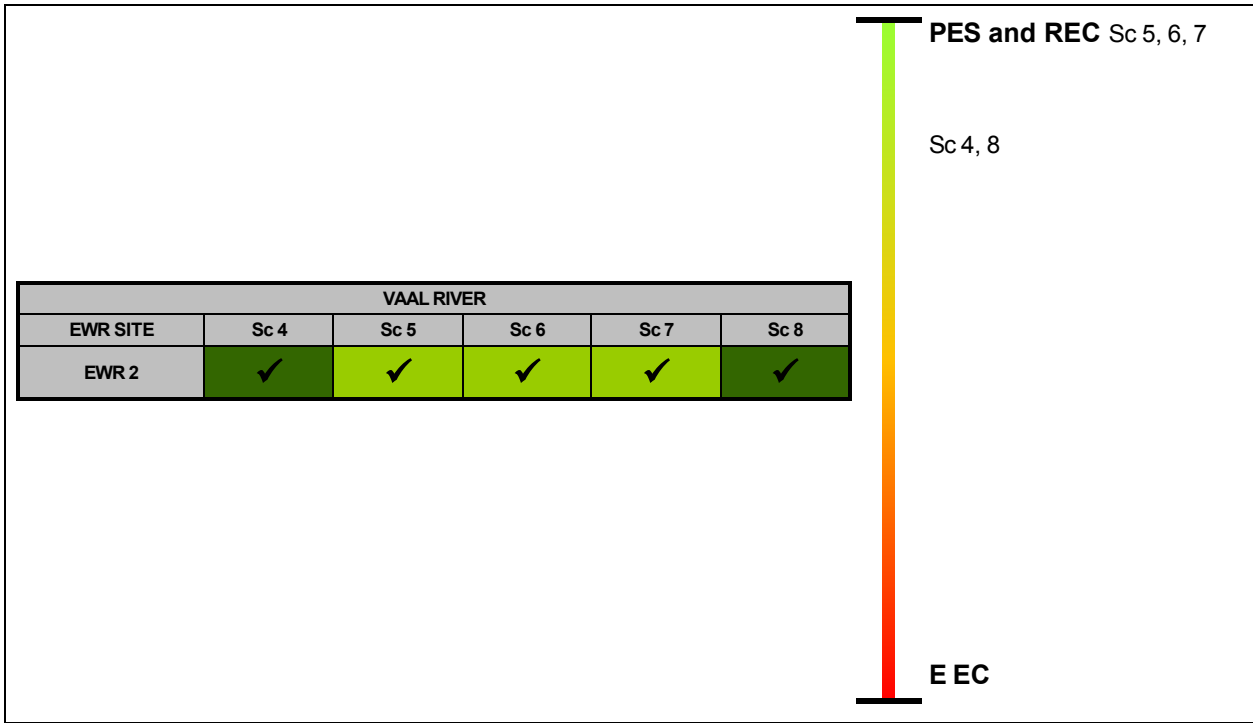 PES and REC Sc 5, 6, 7
Sc 4, 8
VAAL RIVER
EWR SITE Sc 4 Sc 5 Sc 6 Sc 7 Sc 8
EWR 2 ✓ ✓ ✓ ✓ ✓
E EC